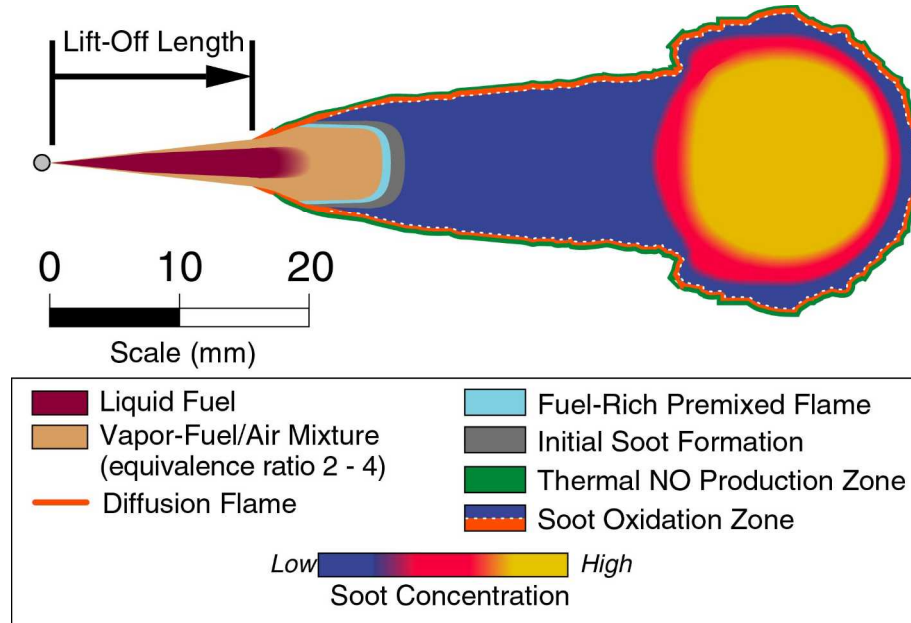 Lift-Off Length
0 10 20
Scale (mm)
Liquid Fuel
Vapor-Fuel/Air Mixture
(equivalence ratio 2 - 4)
Diffusion Flame
Fuel-Rich Premixed Flame
Initial Soot Formation
Thermal NO Production Zone
Soot Oxidation Zone
Low High
Soot Concentration